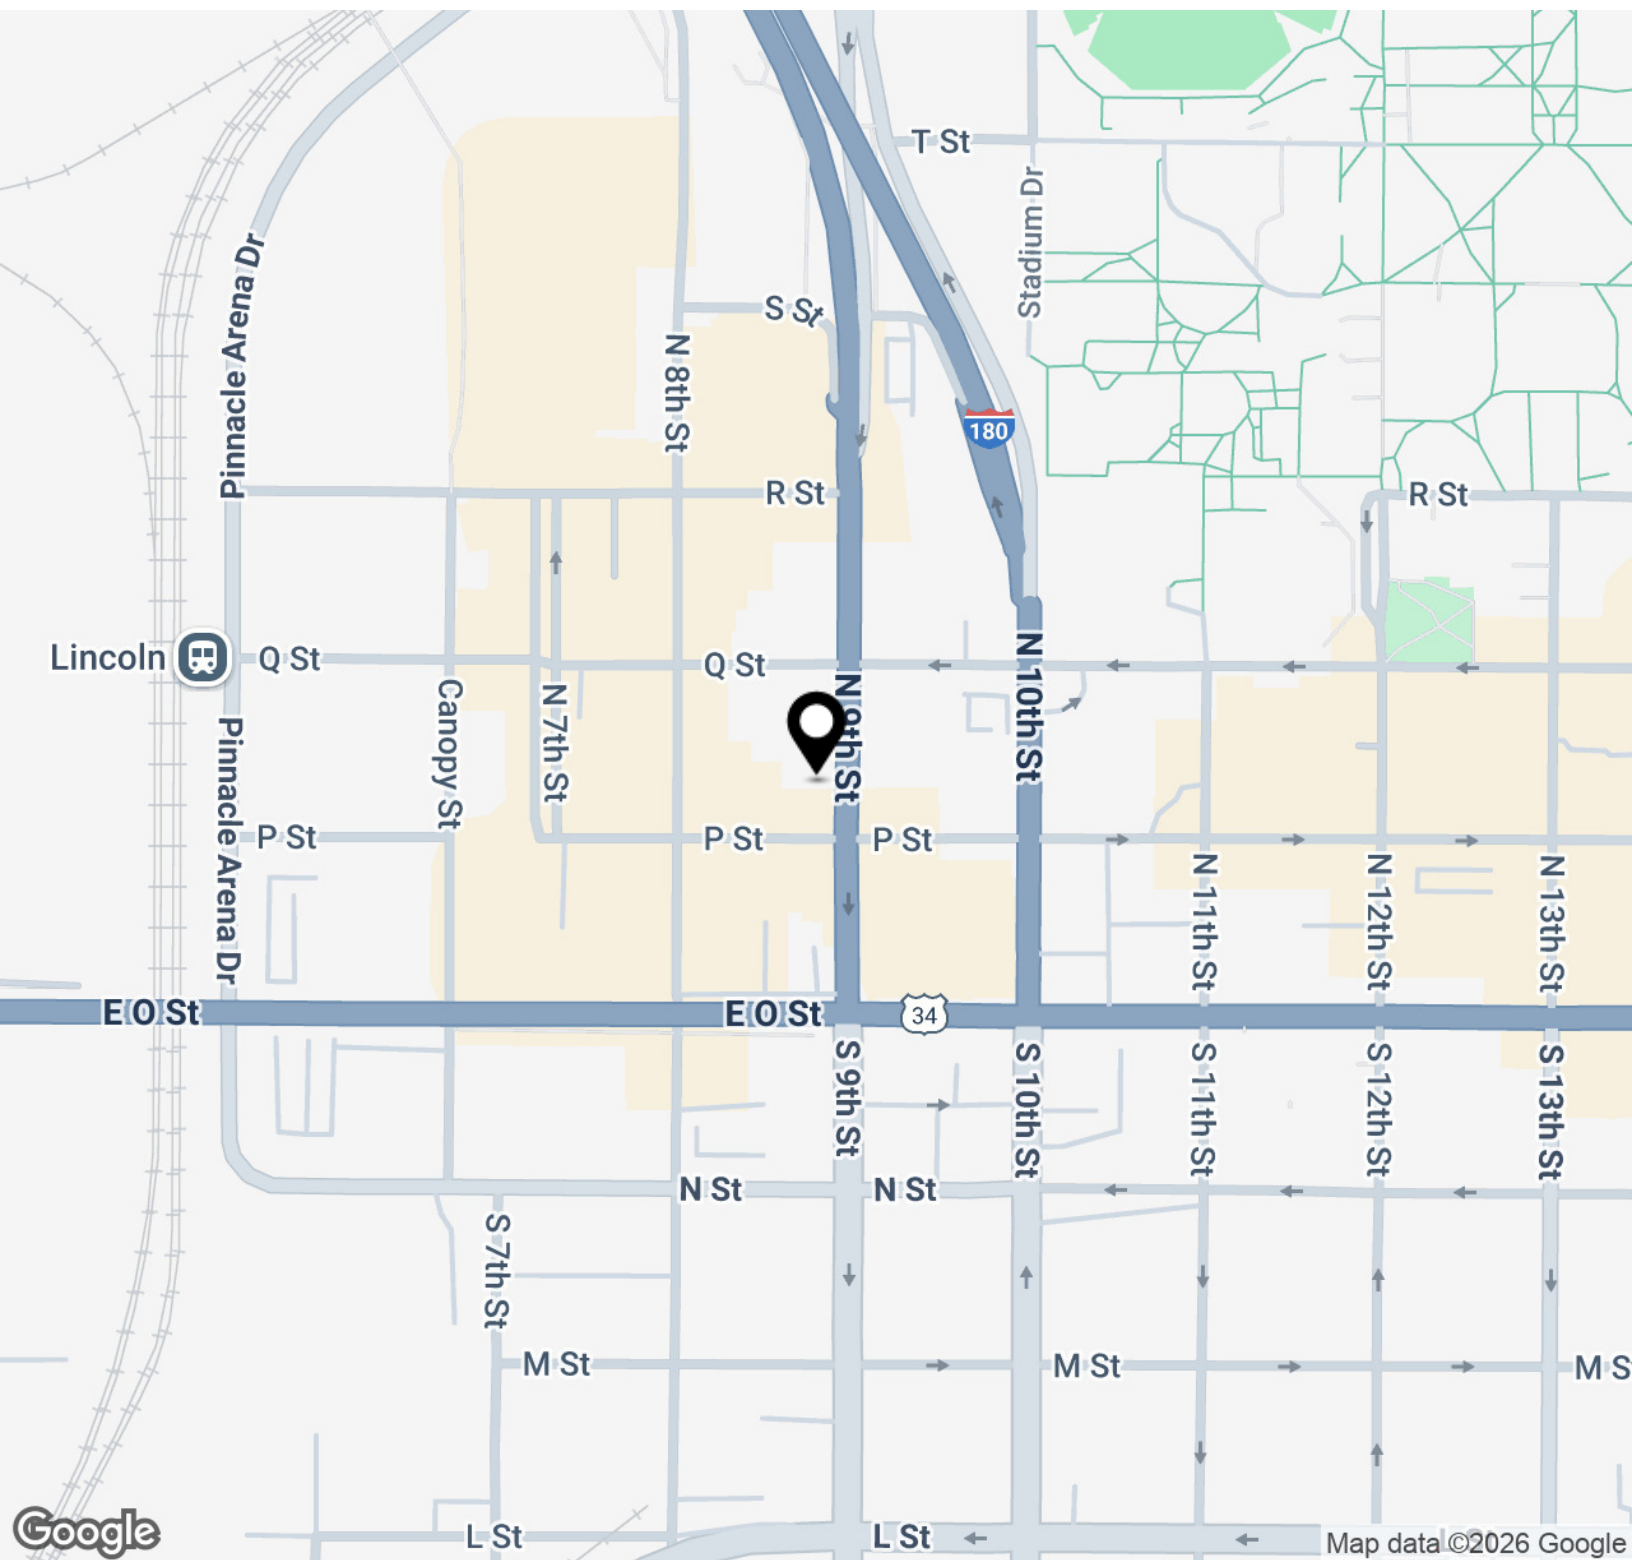 T St
Stadium Dr
Pinnacle Arena Dr
S St
N 8th St
180
R St
R St
Lincoln
Q St
Q St
N 10th St
N 9th St
Canopy St
N 7th St
Pinnacle Arena Dr
P St
P St
P St
N 11th St
N 12th St
N 13th St
E O St
E O St
34
S 9th St
S 10th St
S 11th St
S 12th St
S 13th St
N St
N St
S 7th St
M St
M St
M S
L St
L St
Google
Map data ©2026 Google